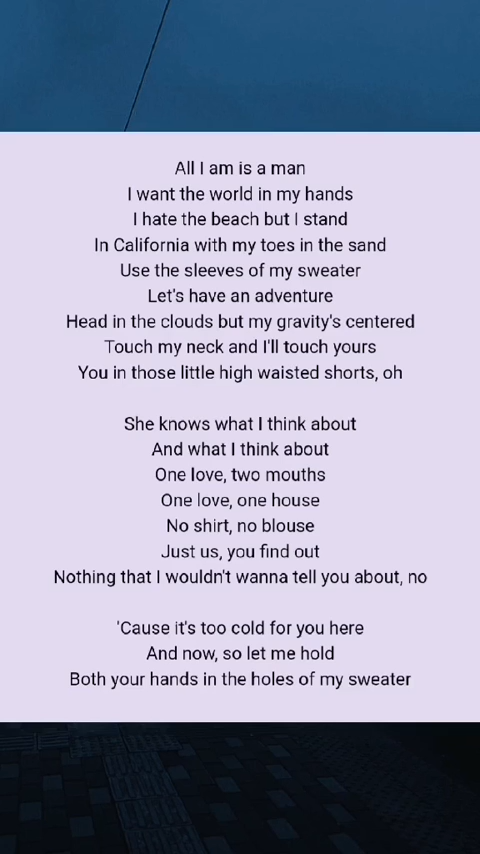 All I am is a man
I want the world in my hands
I hate the beach but I stand
In California with my toes in the sand
Use the sleeves of my sweater
Let's have an adventure
Head in the clouds but my gravity's centered
Touch my neck and I'll touch yours
You in those little high waisted shorts, oh
She knows what I think about
And what I think about
One love, two mouths
One love, one house
No shirt, no blouse
Just us, you find out
Nothing that I wouldn't wanna tell you about, no
'Cause it's too cold for you here
And now, so let me hold
Both your hands in the holes of my sweater